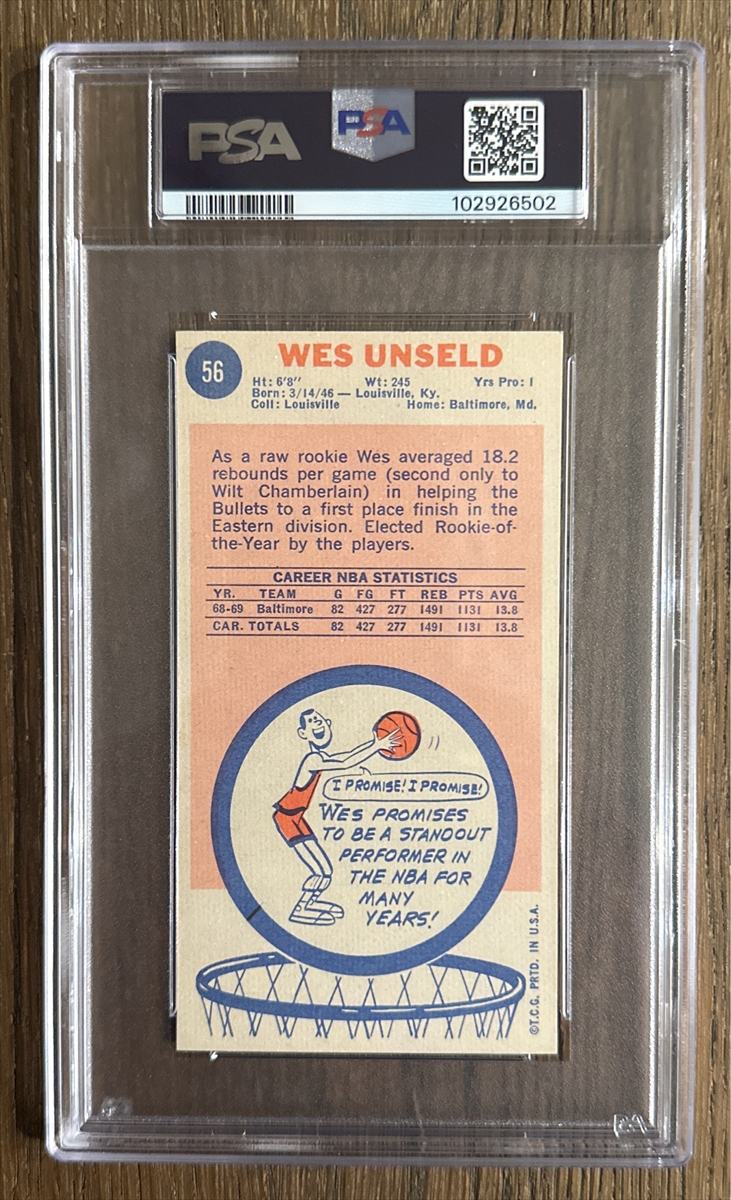 PSA
PSA
102926502
56
WES UNSELD
Ht: 6'8" Wt: 245 Yrs Pro: 1
Born: 3/14/46 — Louisville, Ky.
Coll: Louisville Home: Baltimore, Md.
As a raw rookie Wes averaged 18.2
rebounds per game (second only to
Wilt Chamberlain) in helping the
Bullets to a first place finish in the
Eastern division. Elected Rookie-of-
the-Year by the players.
CAREER NBA STATISTICS
YR. TEAM G FG FT REB PTS AVG
68-69 Baltimore 82 427 277 1491 1131 13.8
CAR. TOTALS 82 427 277 1491 1131 13.8
I PROMISE! I PROMISE!
WES PROMISES
TO BE A STANDOUT
PERFORMER IN
THE NBA FOR
MANY
YEARS!
©T.C.G. PRTD. IN U.S.A.